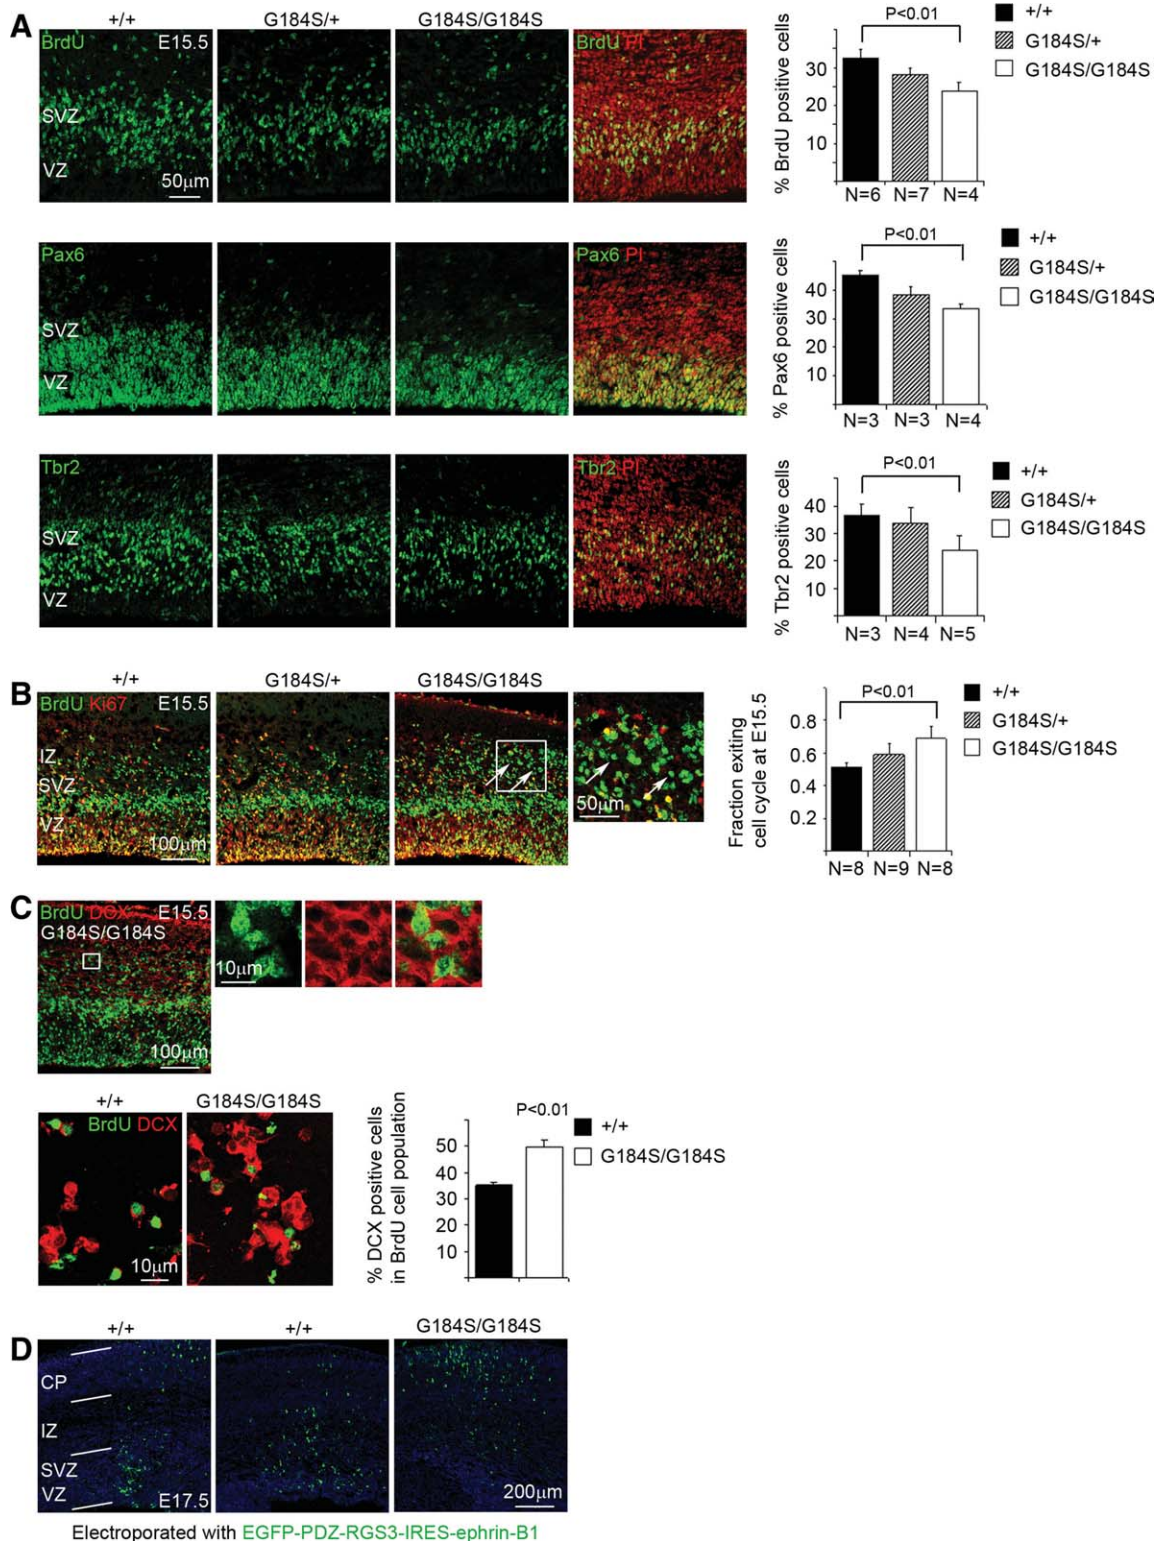 A
+/+
G184S/+
G184S/G184S
BrdU
E15.5
SVZ
VZ
50µm
BrdU PI
% BrdU positive cells
30
20
10
P<0.01
N=6
N=7
N=4
+/+
G184S/+
G184S/G184S
Pax6
SVZ
VZ
Pax6 PI
% Pax6 positive cells
40
30
20
10
P<0.01
N=3
N=3
N=4
+/+
G184S/+
G184S/G184S
Tbr2
SVZ
VZ
Tbr2 PI
% Tbr2 positive cells
40
30
20
10
P<0.01
N=3
N=4
N=5
+/+
G184S/+
G184S/G184S
B
+/+
G184S/+
G184S/G184S
BrdU Ki67
E15.5
IZ
SVZ
VZ
100µm
50µm
Fraction exiting
cell cycle at E15.5
0.8
0.6
0.4
0.2
P<0.01
N=8
N=9
N=8
+/+
G184S/+
G184S/G184S
C
BrdU DCX
E15.5
G184S/G184S
100µm
10µm
+/+
G184S/G184S
BrdU DCX
10µm
% DCX positive cells
in BrdU cell population
50
40
30
20
10
P<0.01
+/+
G184S/G184S
D
+/+
+/+
G184S/G184S
CP
IZ
SVZ
VZ
E17.5
200µm
Electroporated with EGFP-PDZ-RGS3-IRES-ephrin-B1